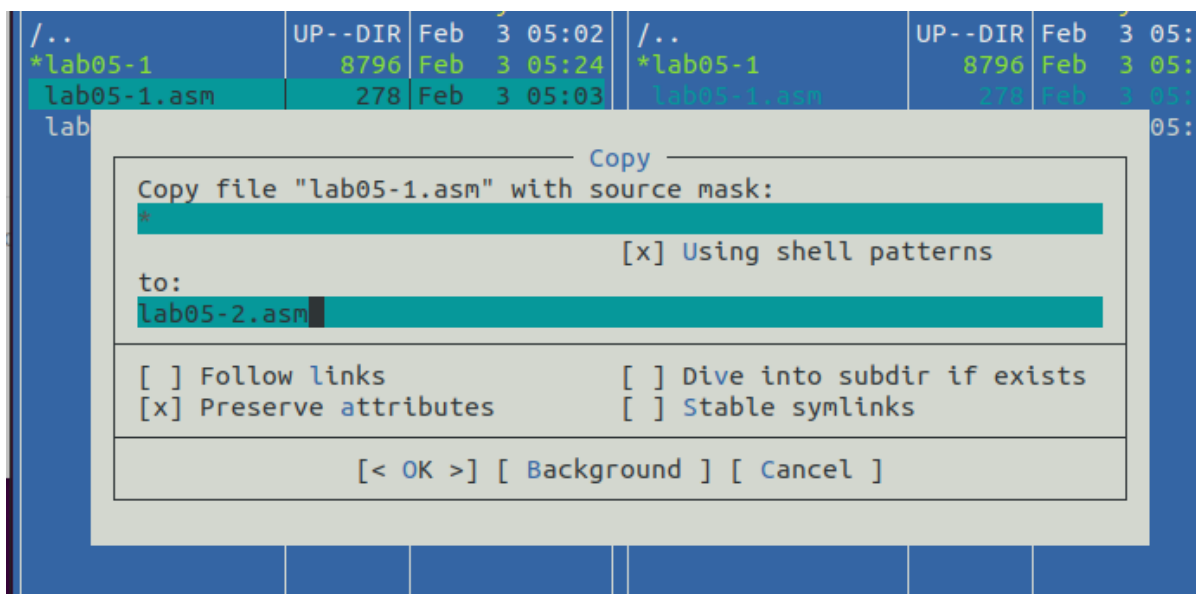 /.. UP--DIR Feb 3 05:02 /.. UP--DIR Feb 3 05:
*lab05-1 8796 Feb 3 05:24 *lab05-1 8796 Feb 3 05:
lab05-1.asm 278 Feb 3 05:03 lab05-1.asm 278 Feb 3 05:
lab 05:
Copy
Copy file "lab05-1.asm" with source mask:
*
[x] Using shell patterns
to:
lab05-2.asm
[ ] Follow links [ ] Dive into subdir if exists
[x] Preserve attributes [ ] Stable symlinks
[< OK >] [ Background ] [ Cancel ]